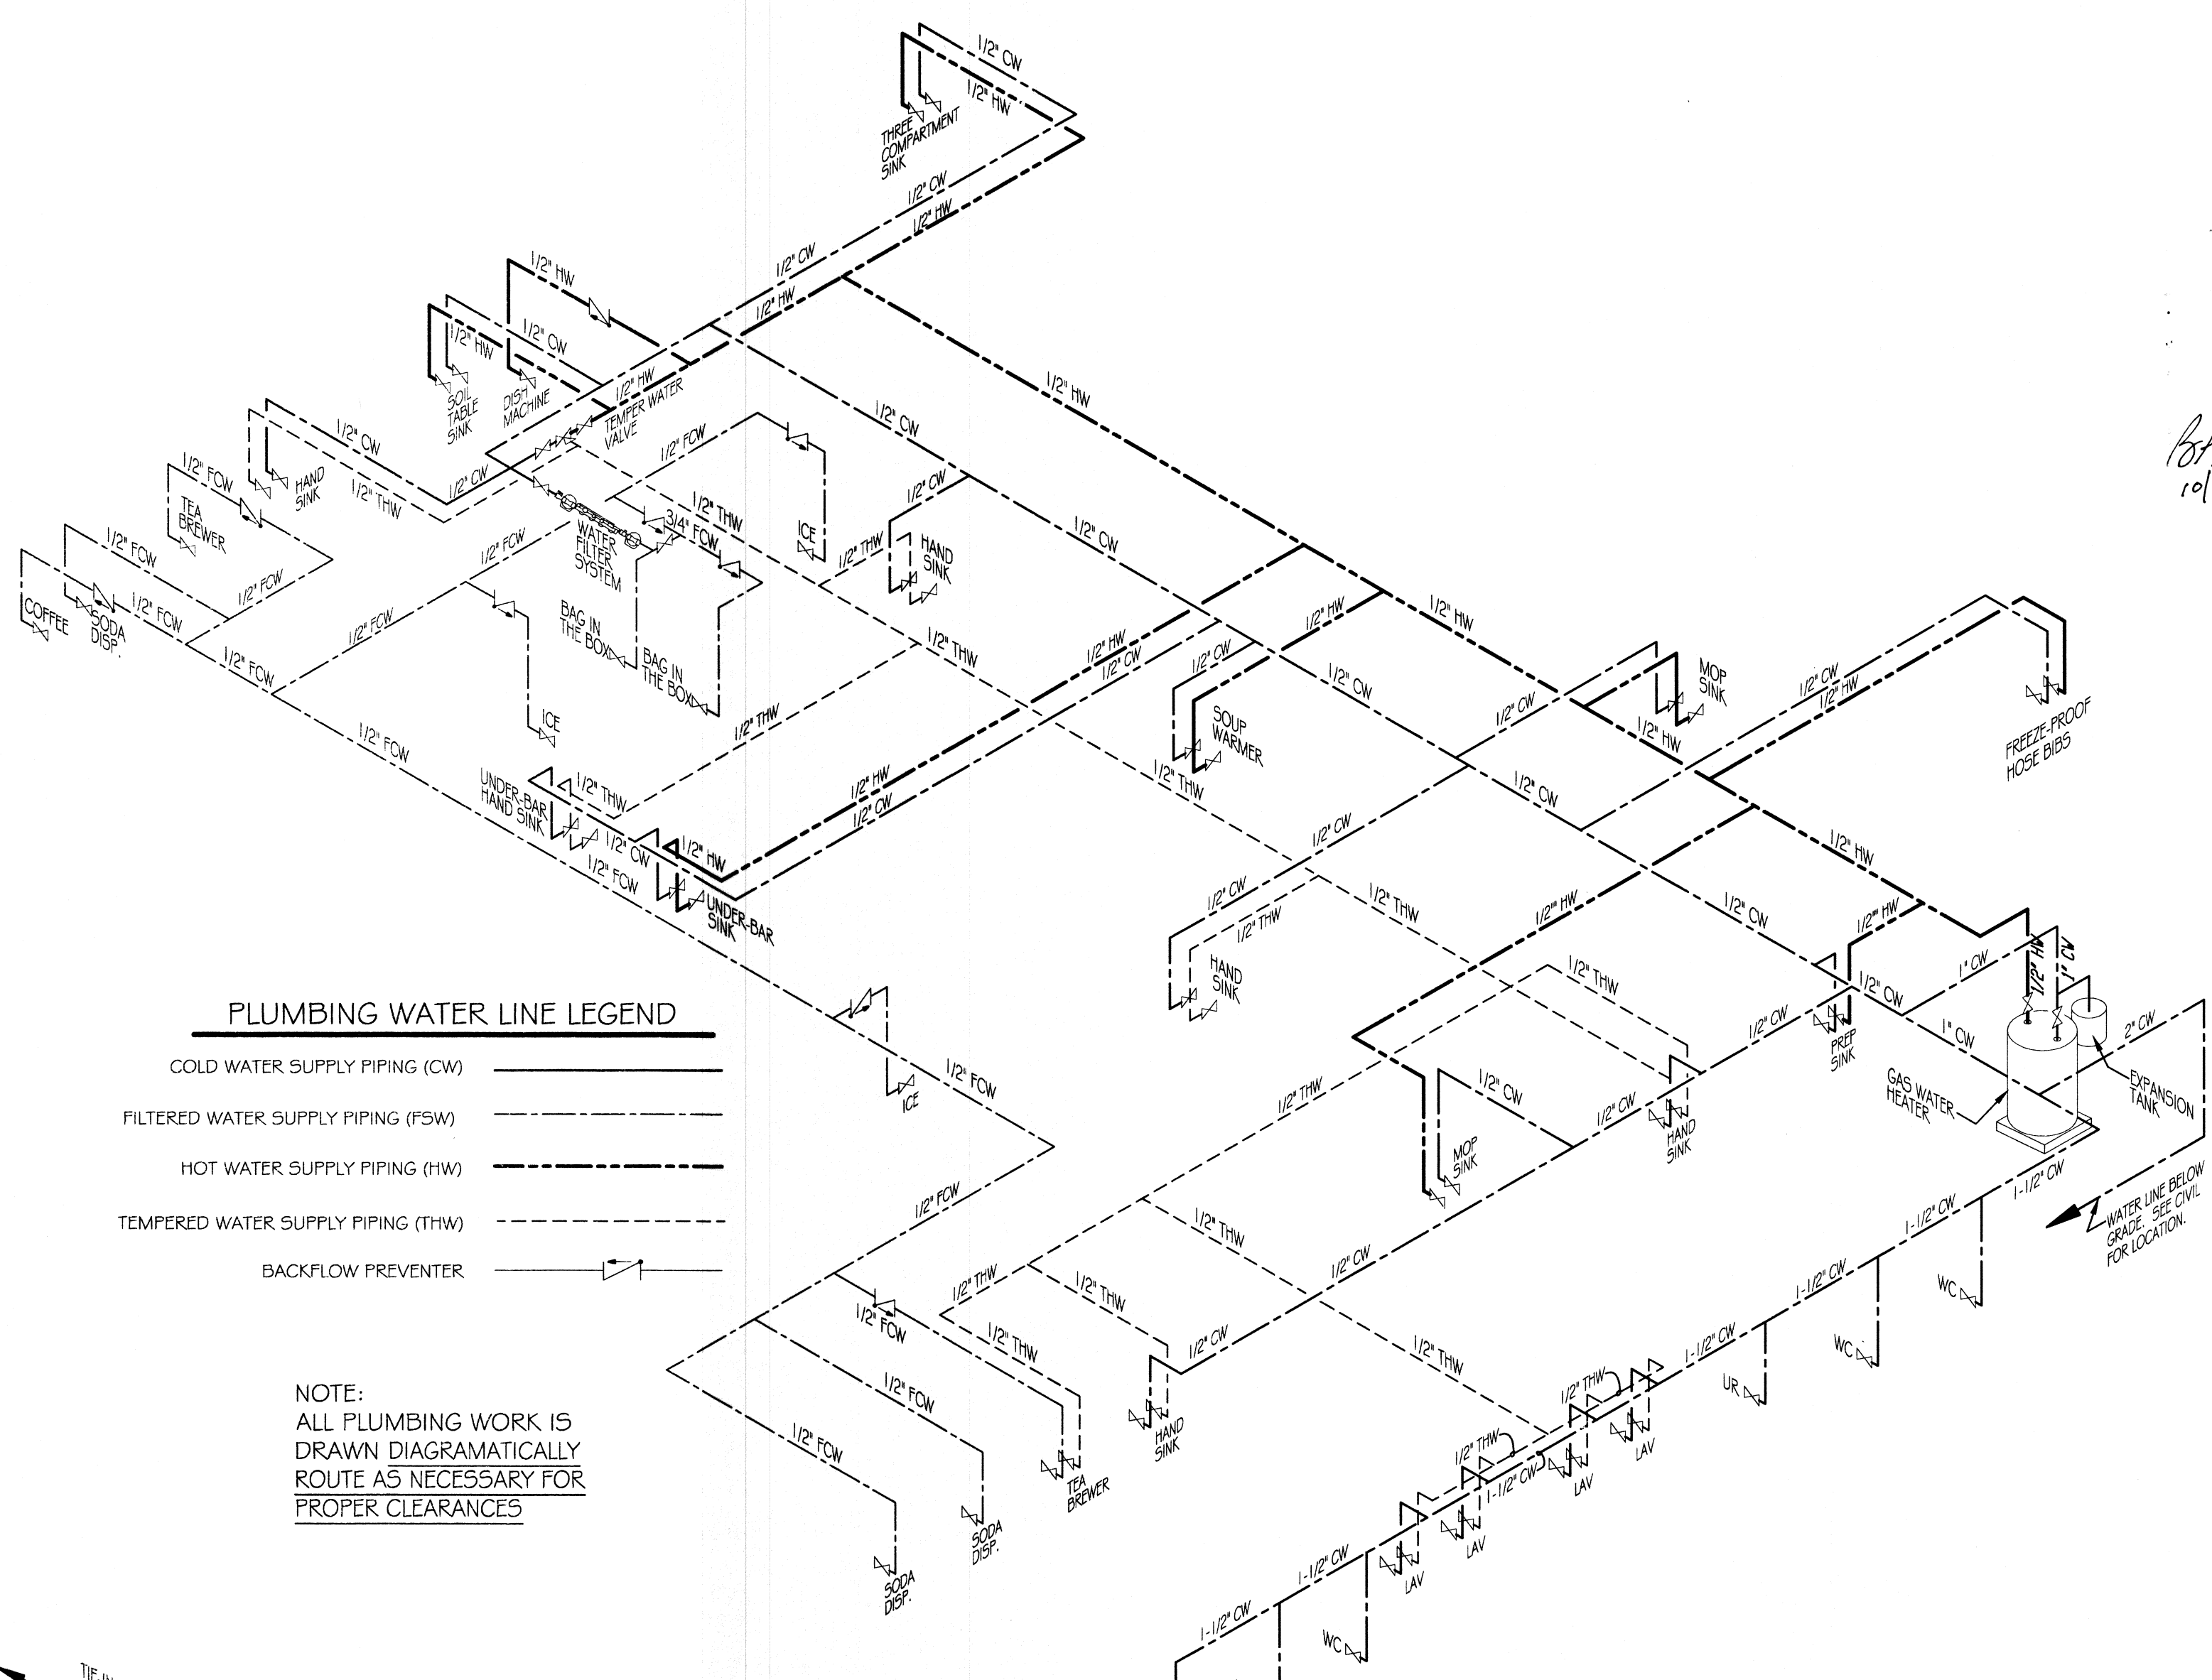 1/2" CW
1/2" HW
THREE
COMPARTMENT
SINK
1/2" CW
1/2" HW
1/2" CW
1/2" HW
1/2" HW
1/2" CW
1/2" HW
SOIL
TABLE
SINK
DISH
MACHINE
1/2" HW
TEMPER WATER
VALVE
1/2" HW
1/2" CW
1/2" CW
1/2" THW
HAND
SINK
1/2" CW
1/2" FCW
TEA
BREWER
1/2" FCW
1/2" FCW
ICE
1/2" CW
1/2" CW
1/2" THW
3/4" FCW
1/2" THW
HAND
SINK
WATER
FILTER
SYSTEM
1/2" FCW
1/2" FCW
COFFEE
SODA
DISP.
1/2" FCW
1/2" FCW
1/2" FCW
1/2" FCW
BAG IN
THE BOX
BAG IN
THE BOX
ICE
1/2" THW
1/2" HW
1/2" CW
1/2" CW
1/2" HW
1/2" HW
1/2" CW
SOUP
WARMER
1/2" CW
MOP
SINK
1/2" HW
1/2" CW
1/2" HW
FREEZE-PROOF
HOSE BIBS
1/2" FCW
1/2" THW
UNDER-BAR
HAND SINK
1/2" THW
1/2" HW
1/2" CW
1/2" THW
1/2" CW
1/2" CW
1/2" HW
1/2" CW
1/2" HW
1/2" FCW
UNDER-BAR
SINK
1/2" CW
1/2" THW
HAND
SINK
1/2" THW
1/2" HW
1/2" CW
1/2" HW
1/2" HW
1" CW
1" CW
1/2" CW
1/2" THW
1/2" CW
PREP
SINK
1" CW
2" CW
GAS WATER
HEATER
EXPANSION
TANK
PLUMBING WATER LINE LEGEND
COLD WATER SUPPLY PIPING (CW)
FILTERED WATER SUPPLY PIPING (FSW)
HOT WATER SUPPLY PIPING (HW)
TEMPERED WATER SUPPLY PIPING (THW)
BACKFLOW PREVENTER
ICE
1/2" FCW
1/2" THW
1/2" CW
1/2" CW
HAND
SINK
MOP
SINK
1-1/2" CW
WATER LINE BELOW
GRADE. SEE CIVIL
FOR LOCATION.
1/2" FCW
1/2" THW
1/2" CW
1-1/2" CW
WC
1/2" THW
1/2" THW
1-1/2" CW
WC
1/2" FCW
1/2" THW
1/2" CW
1/2" THW
1-1/2" CW
UR
NOTE:
ALL PLUMBING WORK IS
DRAWN DIAGRAMATICALLY
ROUTE AS NECESSARY FOR
PROPER CLEARANCES
1/2" FCW
1/2" FCW
HAND
SINK
TEA
BREWER
1/2" THW
1/2" THW
1-1/2" CW
LAV
LAV
LAV
LAV
SODA
DISP.
SODA
DISP.
1-1/2" CW
1-1/2" CW
WC
10/